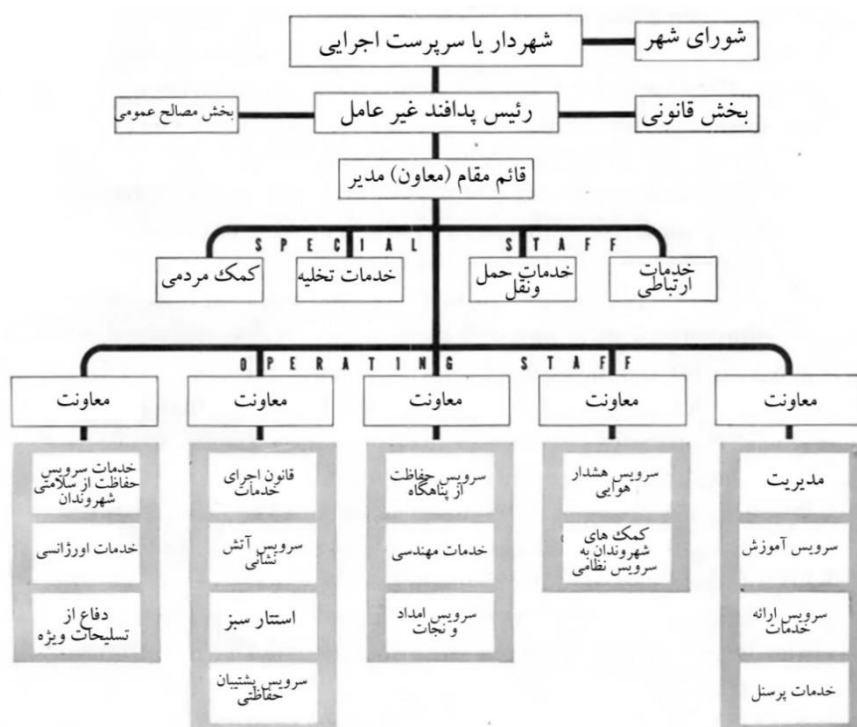 شورای شهر
شهردار یا سرپرست اجرایی
بخش قانونی
رئیس پدافند غیر عامل
بخش مصالح عمومی
قائم مقام (معاون) مدیر
SPECIAL STAFF
خدمات
ارتباطی
خدمات حمل
ونقل
خدمات تخلیه
کمک مردمی
OPERATING STAFF
معاونت
معاونت
معاونت
معاونت
معاونت
مدیریت
سرویس آموزش
سرویس ارائه
خدمات
خدمات پرسنل
سرویس هشدار
هوایی
کمک های
شهروندان به
سرویس نظامی
سرویس حفاظت
از پناهگاه
خدمات مهندسی
سرویس امداد
و نجات
قانون اجرای
خدمات
سرویس آتش
نشانی
استتار سبز
سرویس پشتیبان
حفاظتی
خدمات سرویس
حفاظت از سلامتی
شهروندان
خدمات اورژانسی
دفاع از
تسلیحات ویژه